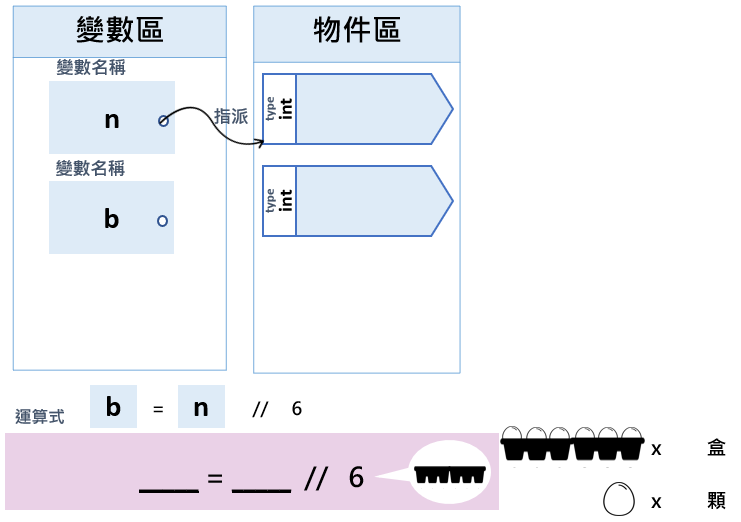 變數區
物件區
變數名稱
n
指派
type
int
變數名稱
b
type
int
運算式
b = n // 6
____ = ____ // 6
x 盒
x 顆